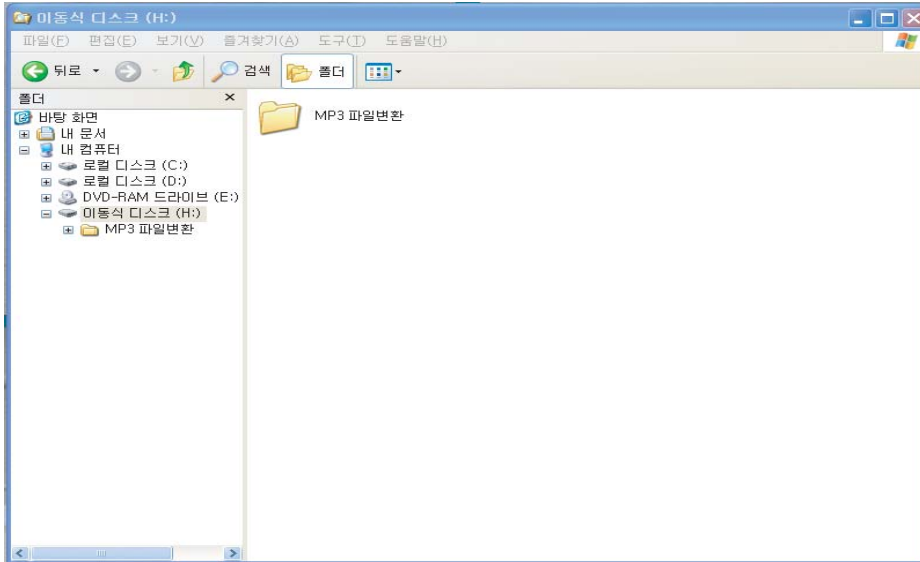 이동식 디스크 (H:)
파일(F) 편집(E) 보기(V) 즐겨찾기(A) 도구(T) 도움말(H)
뒤로 검색 폴더
폴더
바탕 화면
내 문서
내 컴퓨터
로컬 디스크 (C:)
로컬 디스크 (D:)
DVD-RAM 드라이브 (E:)
이동식 디스크 (H:)
MP3 파일변환
MP3 파일변환